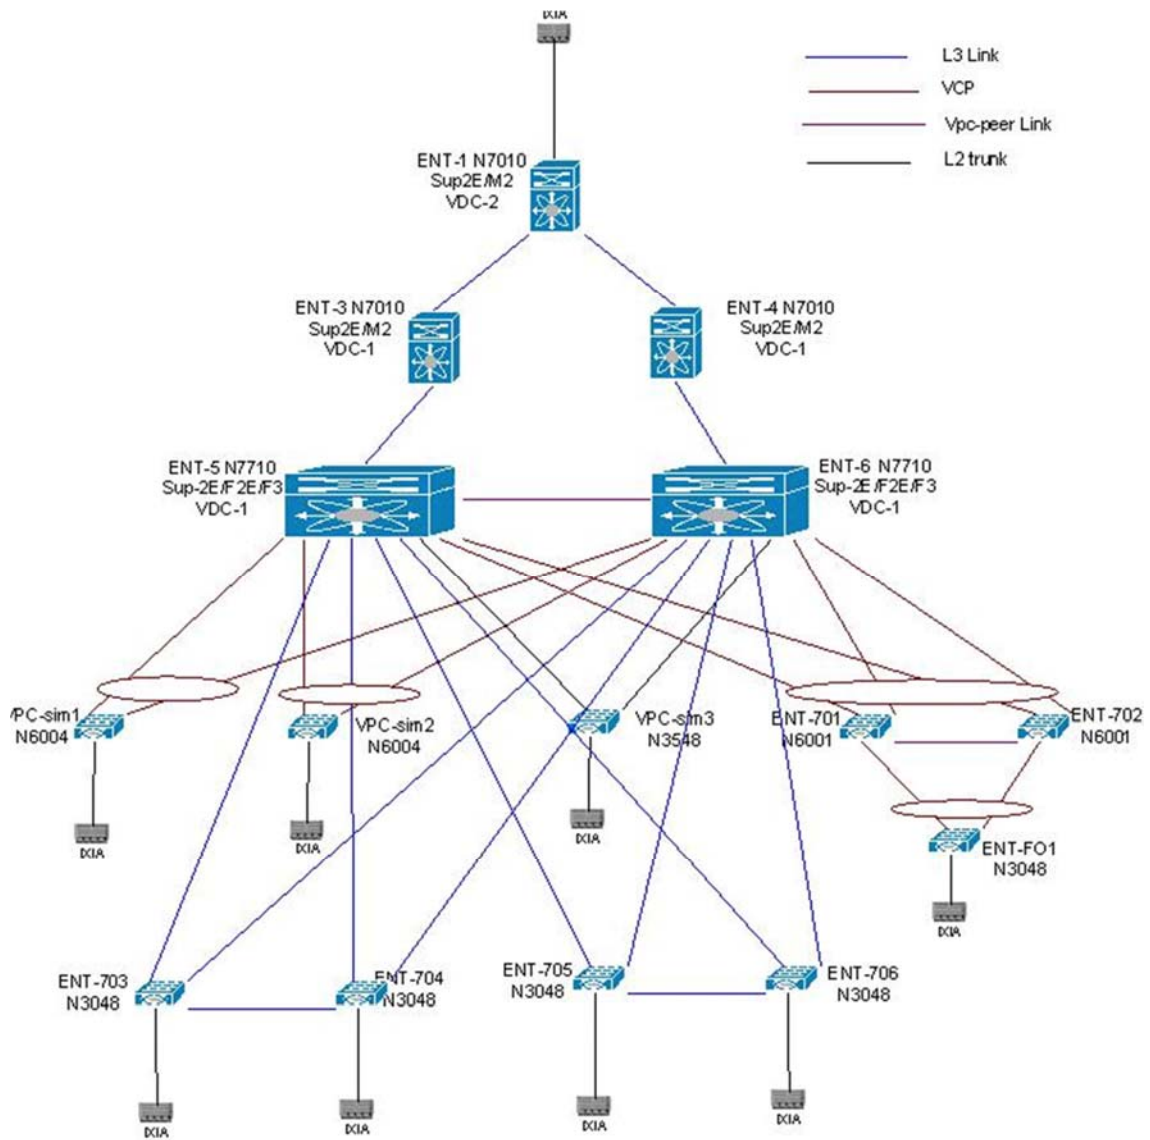 IXIA
L3 Link
VCP
Vpc-peer Link
L2 trunk
ENT-1 N7010
Sup2E/M2
VDC-2
ENT-3 N7010
Sup2E/M2
VDC-1
ENT-4 N7010
Sup2E/M2
VDC-1
ENT-5 N7710
Sup-2E/F2E/F3
VDC-1
ENT-6 N7710
Sup-2E/F2E/F3
VDC-1
VPC-sim1
N6004
VPC-sim2
N6004
VPC-sim3
N3548
ENT-701
N6001
ENT-702
N6001
IXIA
IXIA
IXIA
ENT-FO1
N3048
IXIA
ENT-703
N3048
ENT-704
N3048
ENT-705
N3048
ENT-706
N3048
IXIA
IXIA
IXIA
IXIA